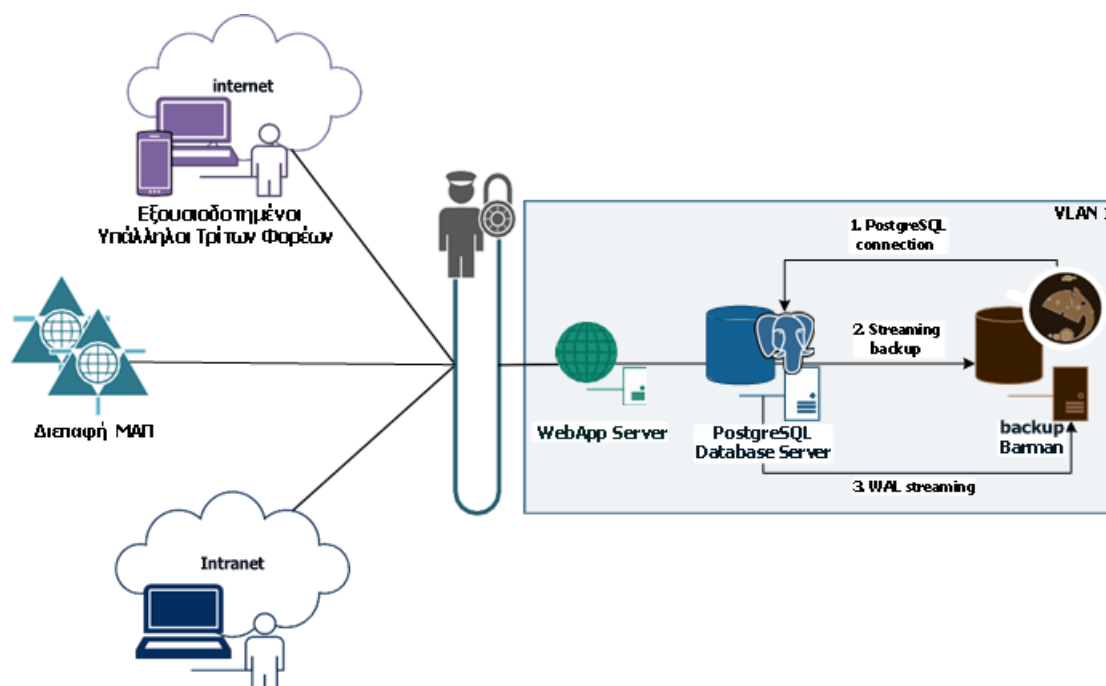 internet
Εξουσιοδοτημένοι
Υπάλληλοι Τρίτων Φορέων
Διεπαφή ΜΑΠ
Intranet
VLAN 1
1. PostgreSQL
connection
2. Streaming
backup
WebApp Server
PostgreSQL
Database Server
backup
Barman
3. WAL streaming